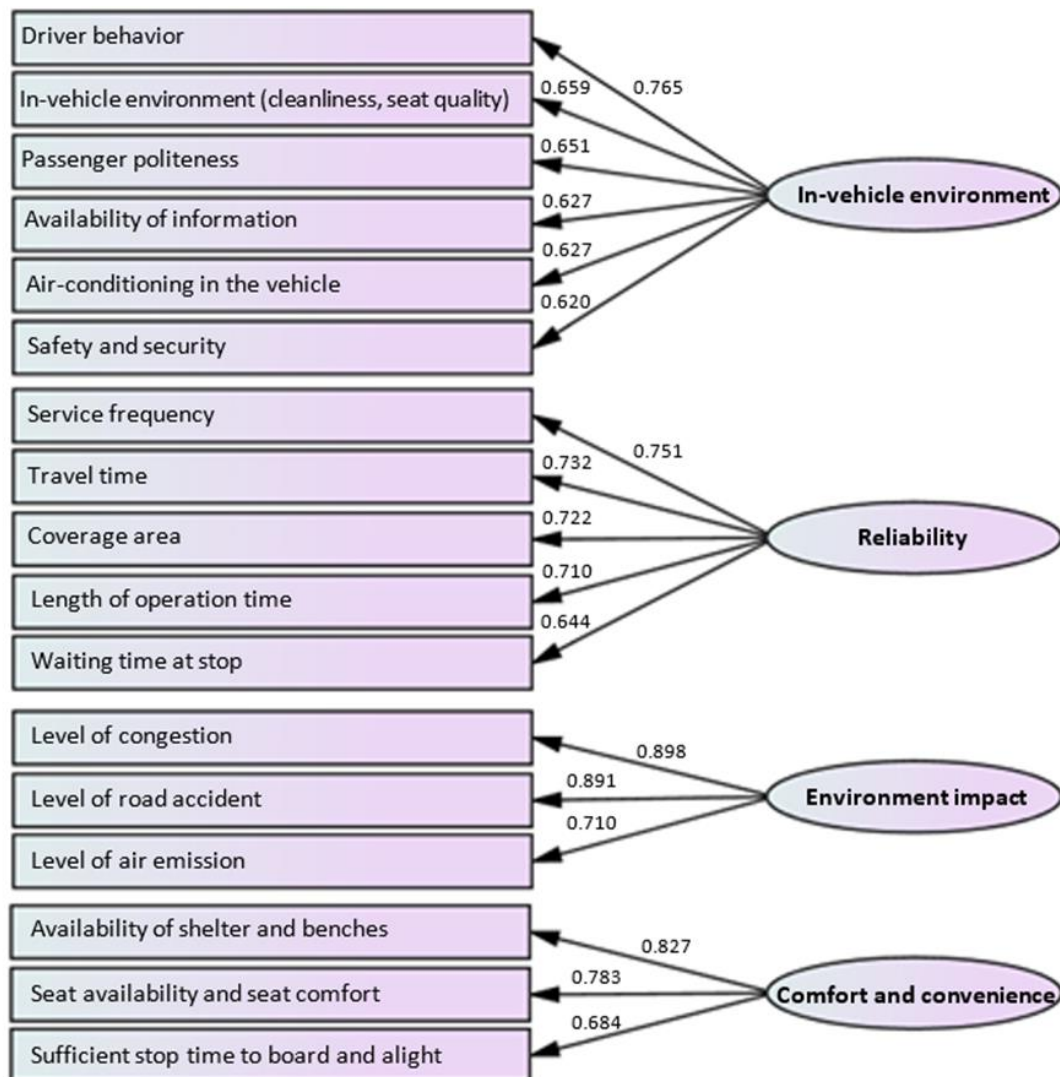 Driver behavior
In-vehicle environment (cleanliness, seat quality)
Passenger politeness
Availability of information
Air-conditioning in the vehicle
Safety and security
0.765
0.659
0.651
0.627
0.627
0.620
In-vehicle environment
Service frequency
Travel time
Coverage area
Length of operation time
Waiting time at stop
0.751
0.732
0.722
0.710
0.644
Reliability
Level of congestion
Level of road accident
Level of air emission
0.898
0.891
0.710
Environment impact
Availability of shelter and benches
Seat availability and seat comfort
Sufficient stop time to board and alight
0.827
0.783
0.684
Comfort and convenience